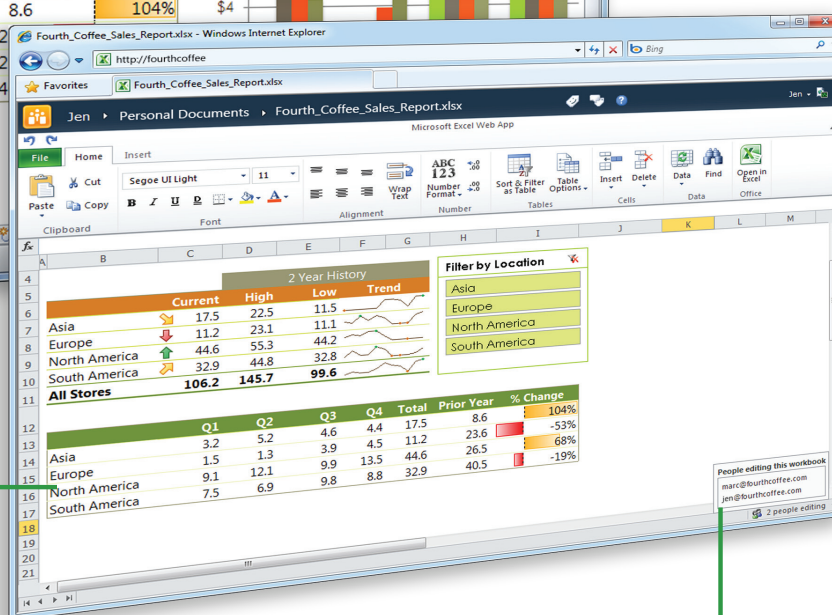 8.6 104% $4
Fourth_Coffee_Sales_Report.xlsx - Windows Internet Explorer
http://fourthcoffee Bing
Favorites Fourth_Coffee_Sales_Report.xlsx
Jen Personal Documents Fourth_Coffee_Sales_Report.xlsx Jen
Microsoft Excel Web App
File Home Insert
Paste Cut Copy
Segoe UI Light 11
B I U D
Wrap Text
ABC 123
Number Format
.00
.00
Sort & Filter as Table
Table Options
Insert Delete
Data Find
Open in Excel
Clipboard Font Alignment Number Tables Cells Data Office
fx
A B C D E F G H I J K L M
4 2 Year History Filter by Location
5 Current High Low Trend Asia
6 Asia 17.5 22.5 11.5 Europe
7 Europe 11.2 23.1 11.1 North America
8 North America 44.6 55.3 44.2 South America
9 South America 32.9 44.8 32.8
10 All Stores 106.2 145.7 99.6
11
12 Q1 Q2 Q3 Q4 Total Prior Year % Change
13 Asia 3.2 5.2 4.6 4.4 17.5 8.6 104%
14 Europe 1.5 1.3 3.9 4.5 11.2 23.6 -53%
15 North America 9.1 12.1 9.9 13.5 44.6 26.5 68%
16 South America 7.5 6.9 9.8 8.8 32.9 40.5 -19%
17
18
19
20
21
People editing this workbook
marc@fourthcoffee.com
jen@fourthcoffee.com
2 people editing